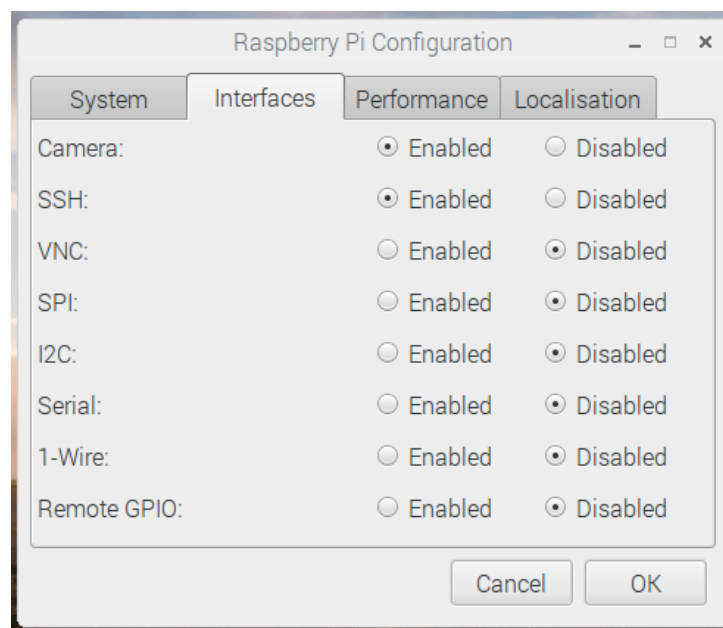 Raspberry Pi Configuration
System Interfaces Performance Localisation
Camera: Enabled Disabled
SSH: Enabled Disabled
VNC: Enabled Disabled
SPI: Enabled Disabled
I2C: Enabled Disabled
Serial: Enabled Disabled
1-Wire: Enabled Disabled
Remote GPIO: Enabled Disabled
Cancel OK